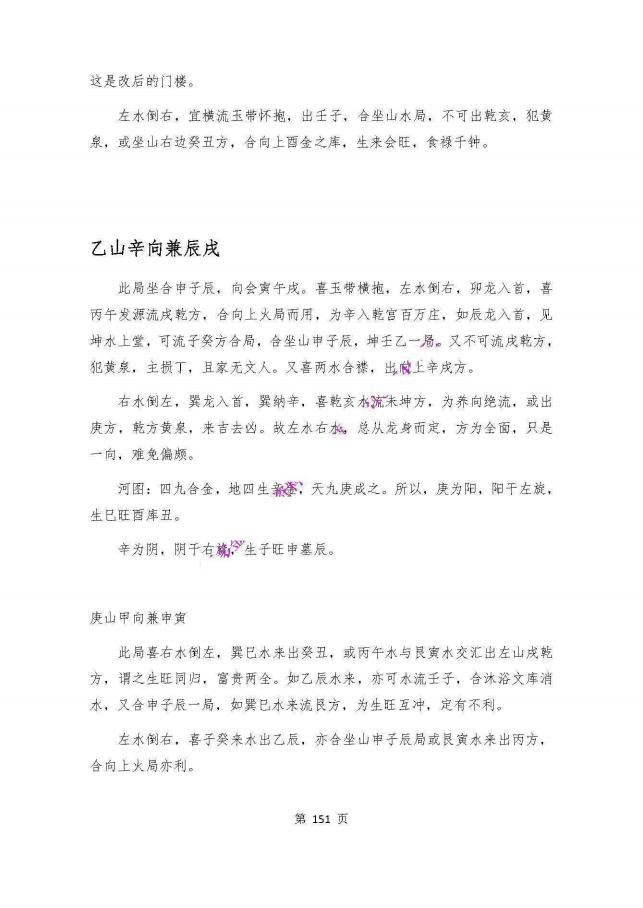 这是改后的门楼。
左水倒右，宜横流玉带怀抱，出壬子，合坐山水局，不可出乾亥，犯黄
泉，或坐山右边癸丑方，合向上酉金之库，生来会旺，食禄千钟。
乙山辛向兼辰戌
此局坐合申子辰，向会寅午戌。喜玉带横抱，左水倒右，卯龙入首，喜
丙午发源流戌乾方，合向上火局而用，为辛入乾宫百万庄，如辰龙入首，见
坤水上堂，可流子癸方合局，合坐山申子辰，坤壬乙一局。又不可流戌乾方，
犯黄泉，主损丁，且家无文人。又喜两水合襟，出向上辛戌方。
右水倒左，巽龙入首，巽纳辛，喜乾亥水流未坤方，为养向绝流，或出
庚方，乾方黄泉，来吉去凶。故左水右水，总从龙身而定，方为全面，只是
一向，难免偏颇。
河图：四九合金，地四生辛金，天九庚成之。所以，庚为阳，阳干左旋，
生巳旺酉库丑。
辛为阴，阴干右旋，生子旺申墓辰。
庚山甲向兼申寅
此局喜右水倒左，巽巳水来出癸丑，或丙午水与艮寅水交汇出左山戌乾
方，谓之生旺同归，富贵两全。如乙辰水来，亦可水流壬子，合沐浴文库消
水，又合申子辰一局，如巽巳水来流艮方，为生旺互冲，定有不利。
左水倒右，喜子癸来水出乙辰，亦合坐山申子辰局或艮寅水来出丙方，
合向上火局亦利。
第 151 页